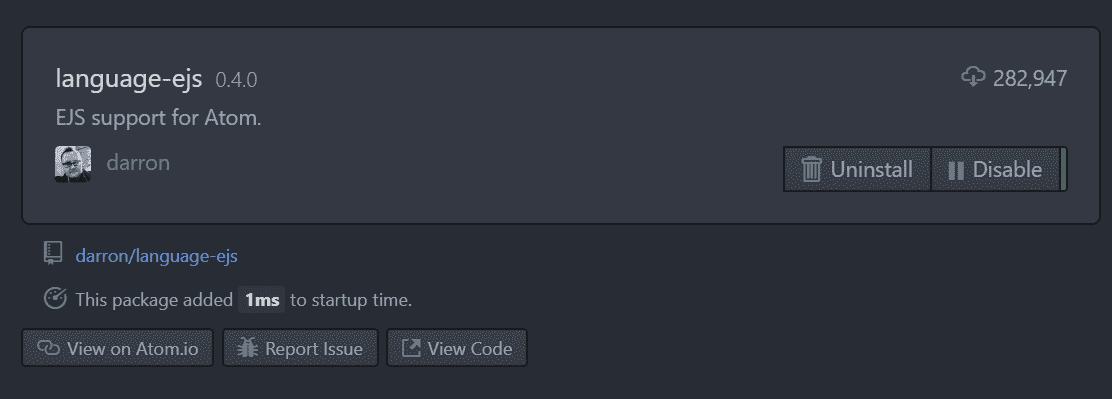 language-ejs 0.4.0
282,947
EJS support for Atom.
darron
Uninstall
Disable
darron/language-ejs
This package added 1ms to startup time.
View on Atom.io
Report Issue
View Code